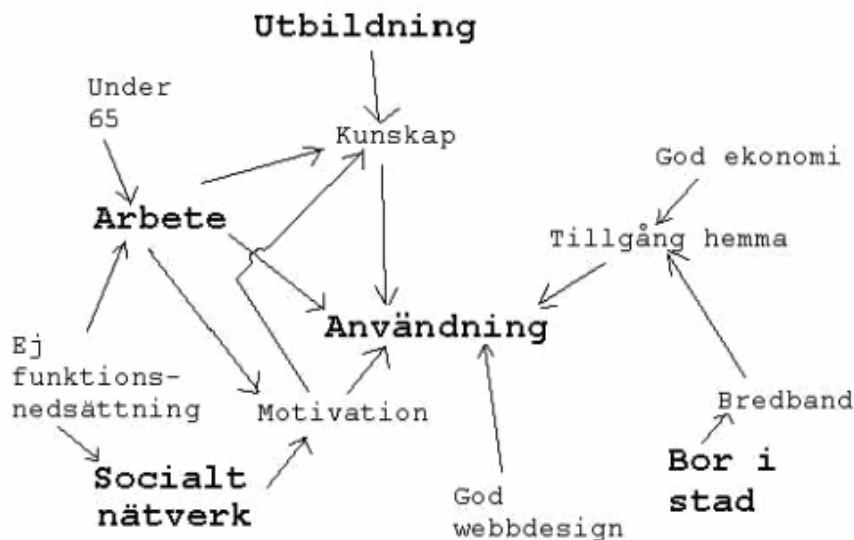 Utbildning
Under
65
Kunskap
God ekonomi
Arbete
Tillgång hemma
Användning
Ej
funktions-
nedsättning
Motivation
Bredband
Socialt
nätverk
Bor i
stad
God
webbdesign